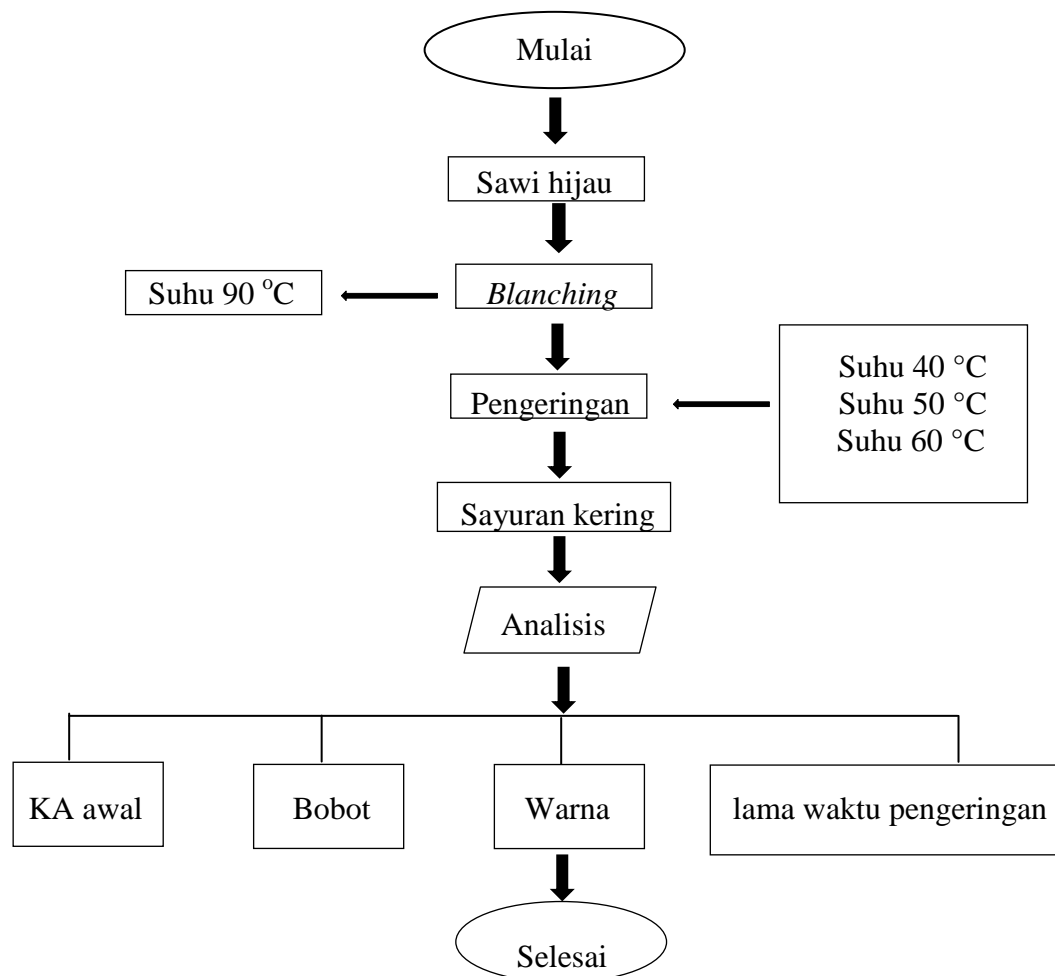 Mulai
Sawi hijau
Suhu 90 °C
Blanching
Pengeringan
Suhu 40 °C
Suhu 50 °C
Suhu 60 °C
Sayuran kering
Analisis
KA awal
Bobot
Warna
lama waktu pengeringan
Selesai